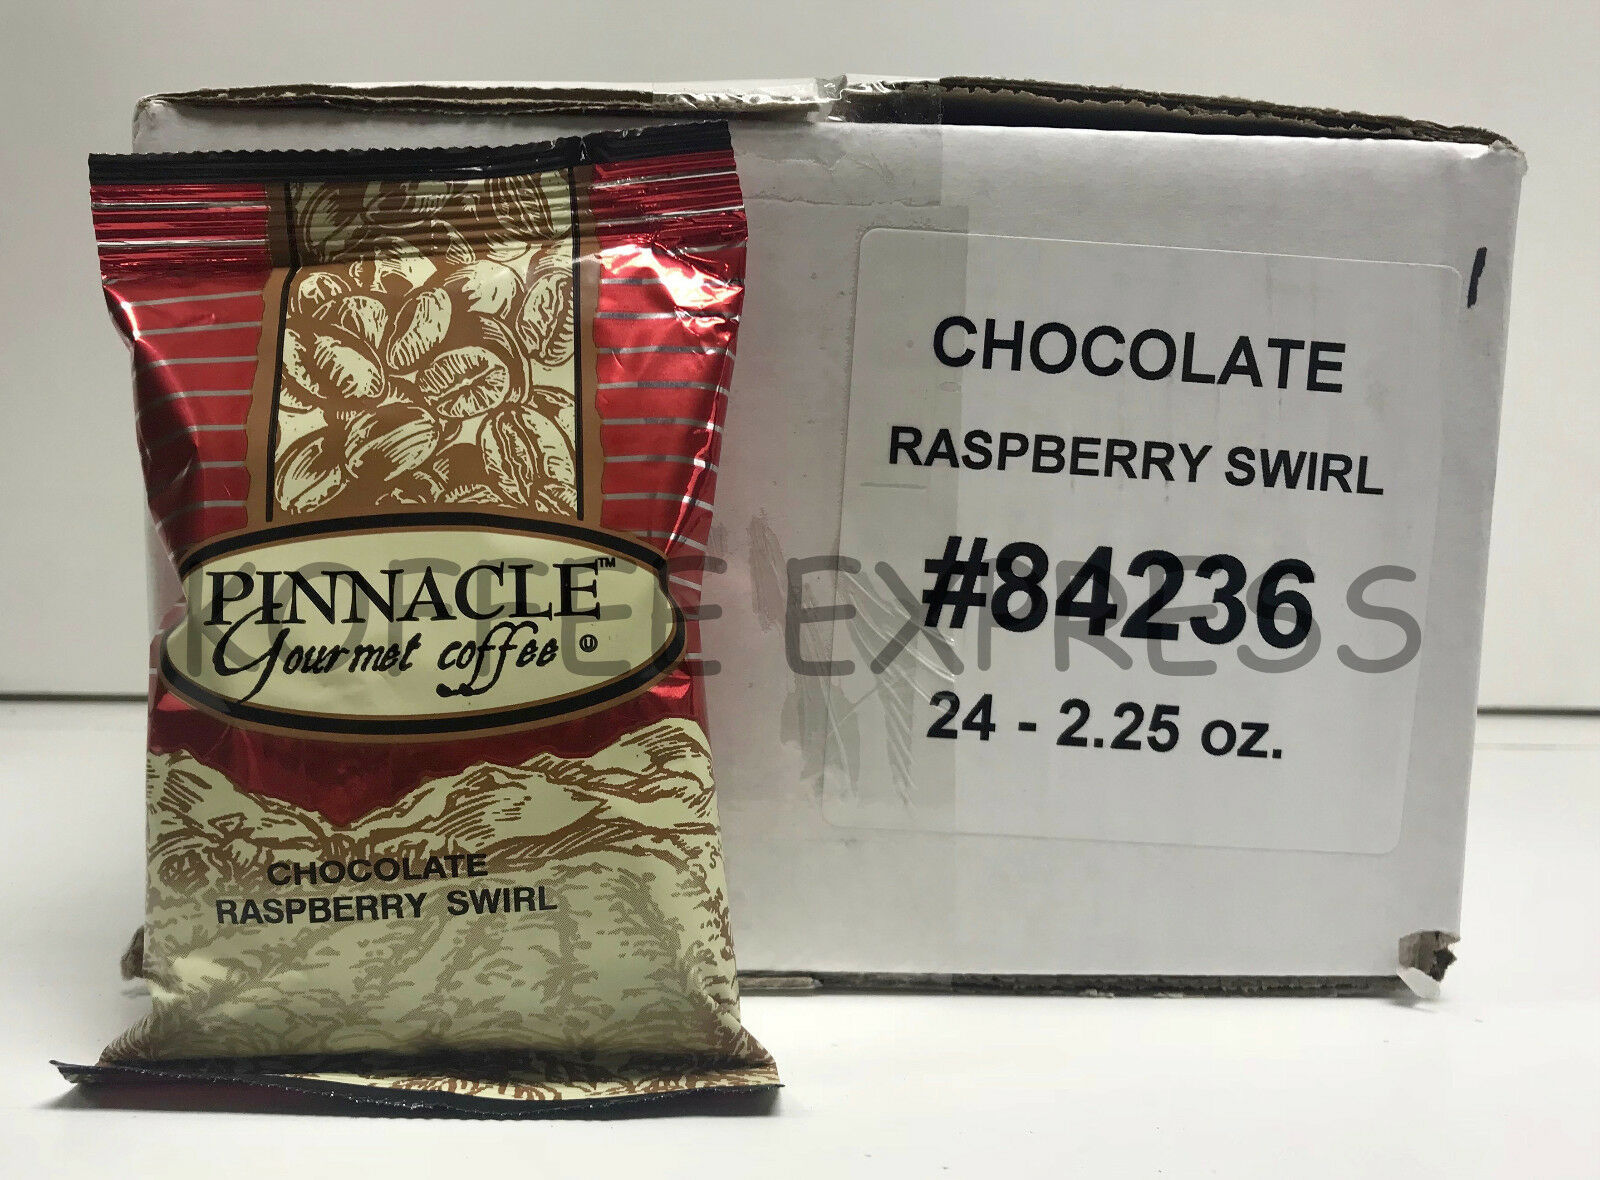 PINNACLE™
Gourmet coffee Ⓤ
CHOCOLATE
RASPBERRY SWIRL
CHOCOLATE
RASPBERRY SWIRL
#84236
24 - 2.25 oz.
KOFFEE EXPRESS